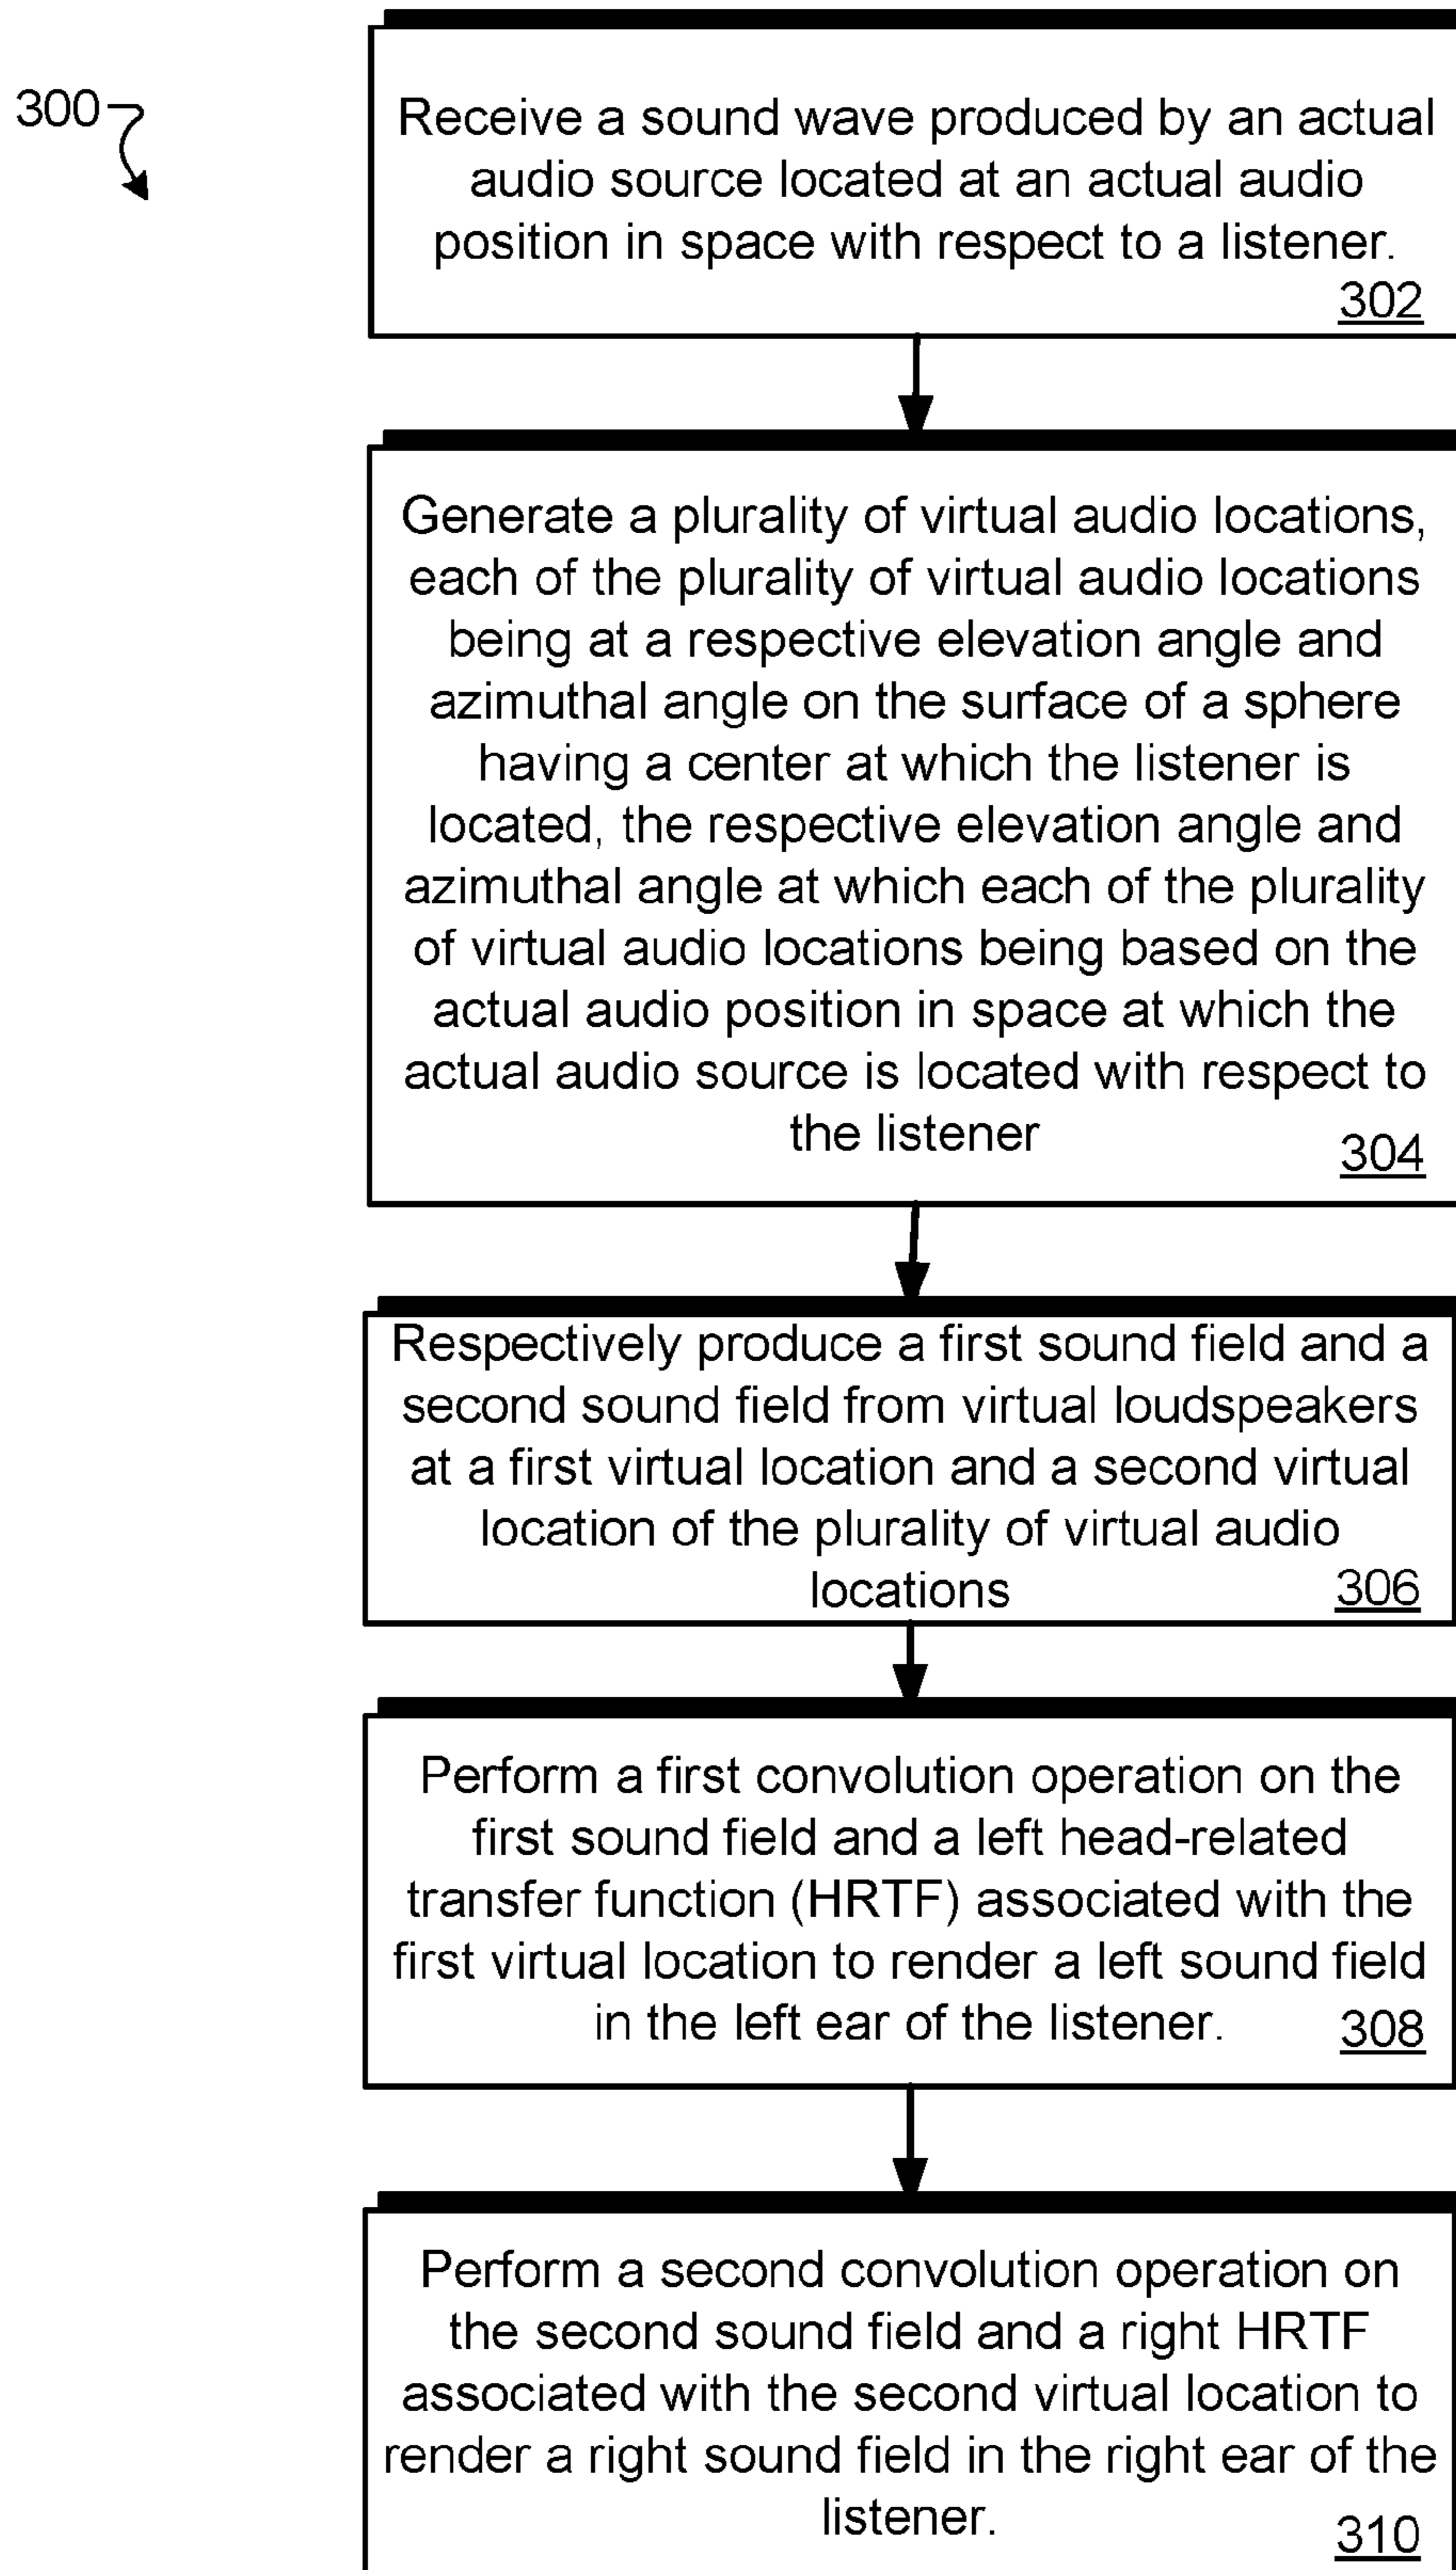 300
Receive a sound wave produced by an actual
audio source located at an actual audio
position in space with respect to a listener.
302
Generate a plurality of virtual audio locations,
each of the plurality of virtual audio locations
being at a respective elevation angle and
azimuthal angle on the surface of a sphere
having a center at which the listener is
located, the respective elevation angle and
azimuthal angle at which each of the plurality
of virtual audio locations being based on the
actual audio position in space at which the
actual audio source is located with respect to
the listener
304
Respectively produce a first sound field and a
second sound field from virtual loudspeakers
at a first virtual location and a second virtual
location of the plurality of virtual audio
locations
306
Perform a first convolution operation on the
first sound field and a left head-related
transfer function (HRTF) associated with the
first virtual location to render a left sound field
in the left ear of the listener.
308
Perform a second convolution operation on
the second sound field and a right HRTF
associated with the second virtual location to
render a right sound field in the right ear of the
listener.
310